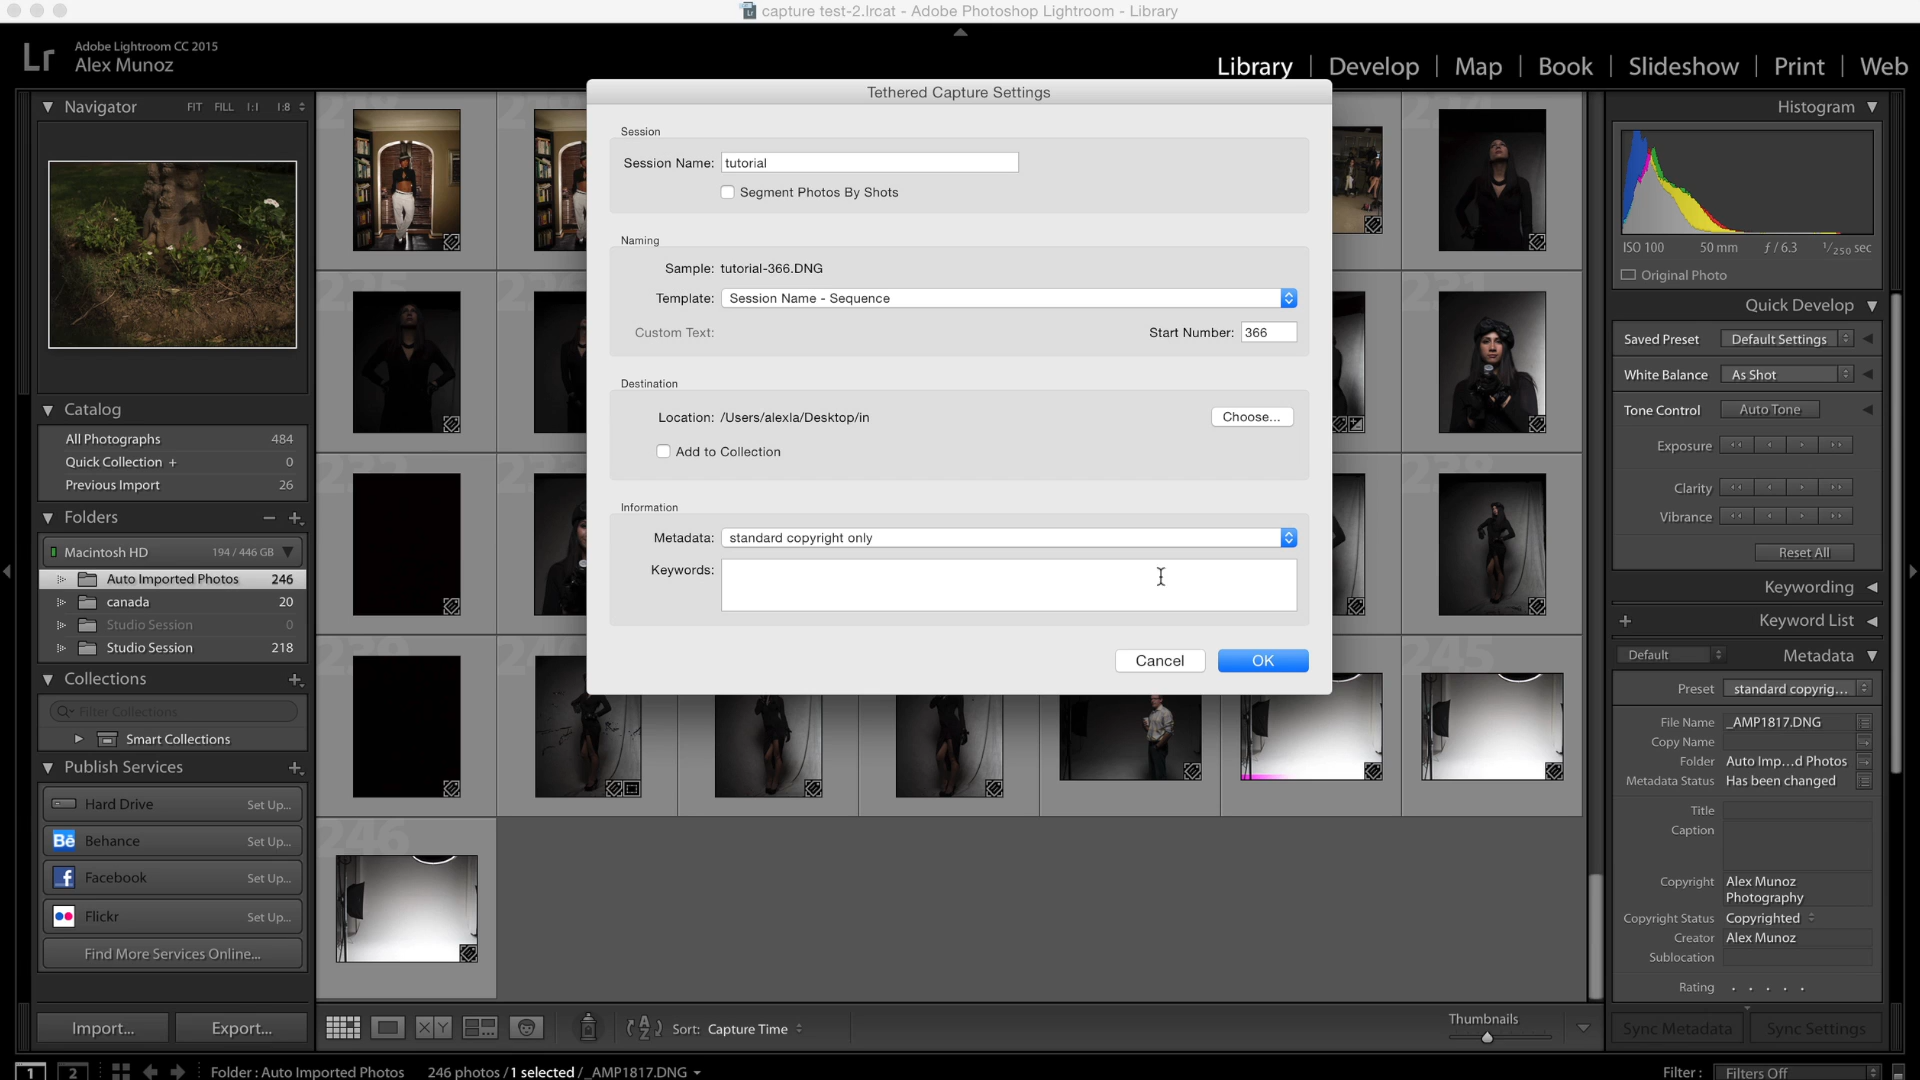 capture test-2.lrcat - Adobe Photoshop Lightroom - Library
Lr
Adobe Lightroom CC 2015
Alex Munoz
Library | Develop | Map | Book | Slideshow | Print | Web
Navigator FIT FILL 1:1 1:8
Catalog
All Photographs 484
Quick Collection + 0
Previous Import 26
Folders
Macintosh HD 194 / 446 GB
Auto Imported Photos 246
canada 20
Studio Session 0
Studio Session 218
Collections
Filter Collections
Smart Collections
Publish Services
Hard Drive Set Up...
Bē Behance Set Up...
f Facebook Set Up...
Flickr Set Up...
Find More Services Online...
Import... Export...
Tethered Capture Settings
Session
Session Name: tutorial
Segment Photos By Shots
Naming
Sample: tutorial-366.DNG
Template: Session Name - Sequence
Custom Text: Start Number: 366
Destination
Location: /Users/alexla/Desktop/in
Choose...
Add to Collection
Information
Metadata: standard copyright only
Keywords:
Cancel OK
245
246
XY
Sort: Capture Time
Thumbnails
Histogram
ISO 100 50 mm f / 6.3 1/250 sec
Original Photo
Quick Develop
Saved Preset Default Settings
White Balance As Shot
Tone Control Auto Tone
Exposure
Clarity
Vibrance
Reset All
Keywording
+ Keyword List
Default Metadata
Preset standard copyrig...
File Name _AMP1817.DNG
Copy Name
Folder Auto Imp...d Photos
Metadata Status Has been changed
Title
Caption
Copyright Alex Munoz
Photography
Copyright Status Copyrighted
Creator Alex Munoz
Sublocation
Rating . . . . .
Sync Metadata Sync Settings
1 2 Folder : Auto Imported Photos 246 photos / 1 selected / _AMP1817.DNG
Filter : Filters Off